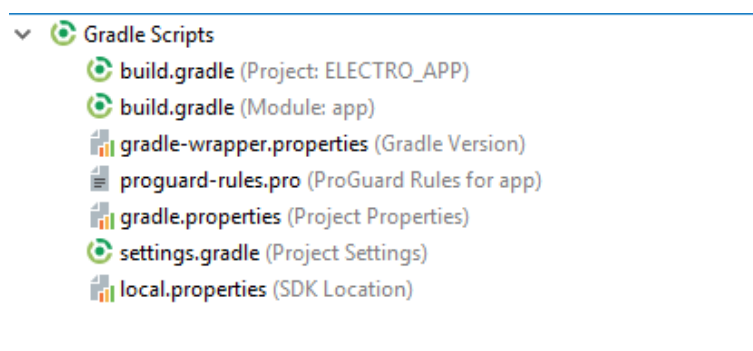 Gradle Scripts
build.gradle (Project: ELECTRO_APP)
build.gradle (Module: app)
gradle-wrapper.properties (Gradle Version)
proguard-rules.pro (ProGuard Rules for app)
gradle.properties (Project Properties)
settings.gradle (Project Settings)
local.properties (SDK Location)